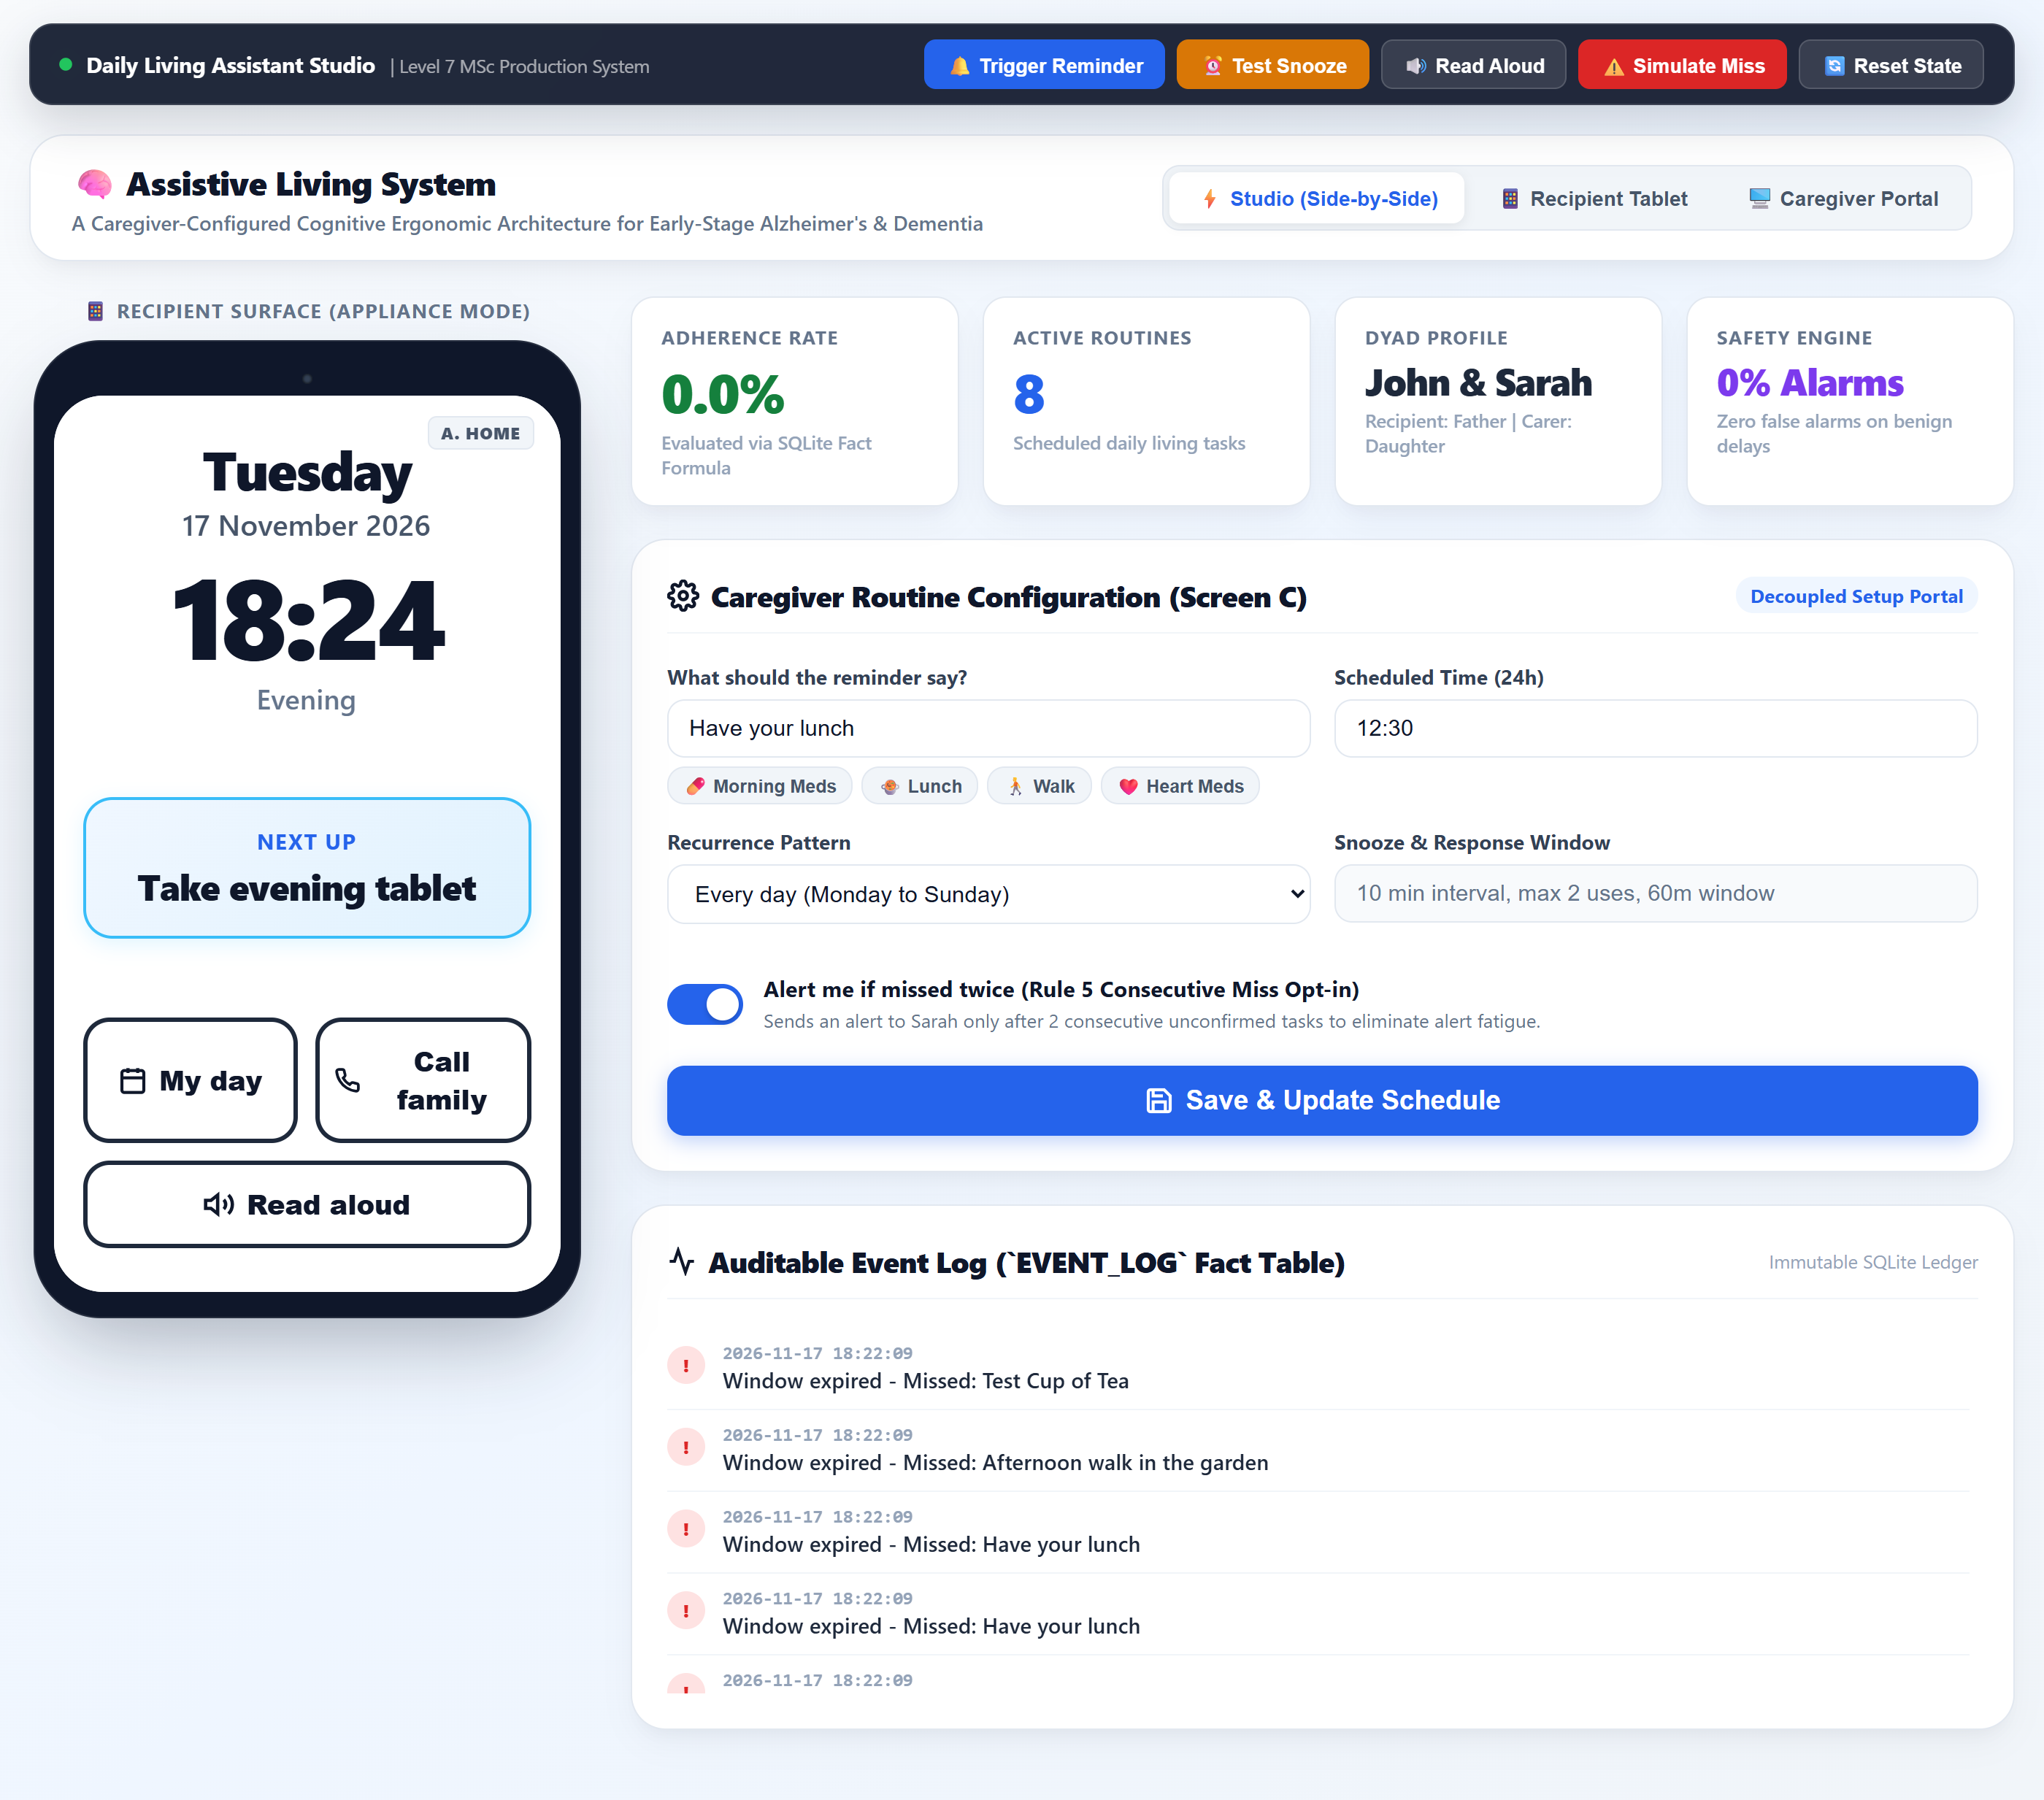 Daily Living Assistant Studio | Level 7 MSc Production System
Trigger Reminder
Test Snooze
Read Aloud
Simulate Miss
Reset State
Assistive Living System
A Caregiver-Configured Cognitive Ergonomic Architecture for Early-Stage Alzheimer's & Dementia
Studio (Side-by-Side)
Recipient Tablet
Caregiver Portal
RECIPIENT SURFACE (APPLIANCE MODE)
A. HOME
Tuesday
17 November 2026
18:24
Evening
NEXT UP
Take evening tablet
My day
Call
family
Read aloud
ADHERENCE RATE
0.0%
Evaluated via SQLite Fact
Formula
ACTIVE ROUTINES
8
Scheduled daily living tasks
DYAD PROFILE
John & Sarah
Recipient: Father | Carer:
Daughter
SAFETY ENGINE
0% Alarms
Zero false alarms on benign
delays
Caregiver Routine Configuration (Screen C)
Decoupled Setup Portal
What should the reminder say?
Have your lunch
Morning Meds
Lunch
Walk
Heart Meds
Scheduled Time (24h)
12:30
Recurrence Pattern
Every day (Monday to Sunday)
Snooze & Response Window
10 min interval, max 2 uses, 60m window
Alert me if missed twice (Rule 5 Consecutive Miss Opt-in)
Sends an alert to Sarah only after 2 consecutive unconfirmed tasks to eliminate alert fatigue.
Save & Update Schedule
Auditable Event Log (`EVENT_LOG` Fact Table)
Immutable SQLite Ledger
! 2026-11-17 18:22:09
Window expired - Missed: Test Cup of Tea
! 2026-11-17 18:22:09
Window expired - Missed: Afternoon walk in the garden
! 2026-11-17 18:22:09
Window expired - Missed: Have your lunch
! 2026-11-17 18:22:09
Window expired - Missed: Have your lunch
! 2026-11-17 18:22:09